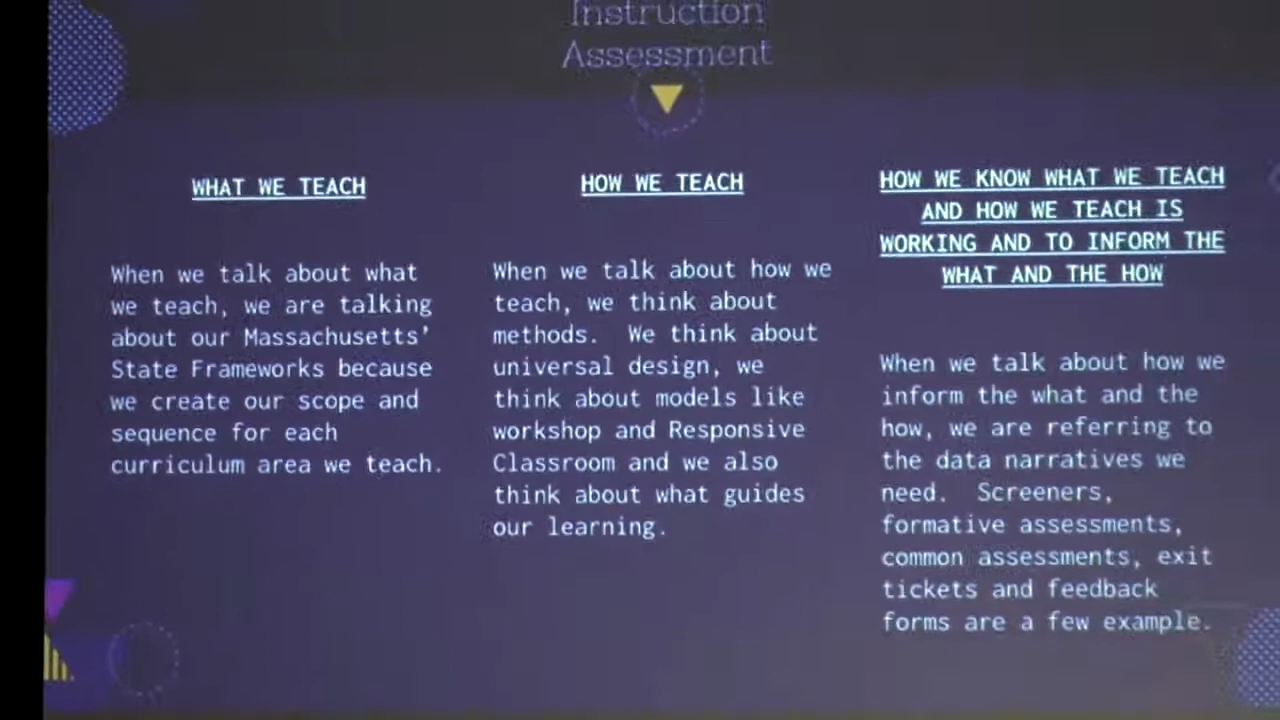 Instruction
Assessment
WHAT WE TEACH
When we talk about what
we teach, we are talking
about our Massachusetts’
State Frameworks because
we create our scope and
sequence for each
curriculum area we teach.
HOW WE TEACH
When we talk about how we
teach, we think about
methods.  We think about
universal design, we
think about models like
workshop and Responsive
Classroom and we also
think about what guides
our learning.
HOW WE KNOW WHAT WE TEACH
AND HOW WE TEACH IS
WORKING AND TO INFORM THE
WHAT AND THE HOW
When we talk about how we
inform the what and the
how, we are referring to
the data narratives we
need.  Screeners,
formative assessments,
common assessments, exit
tickets and feedback
forms are a few example.